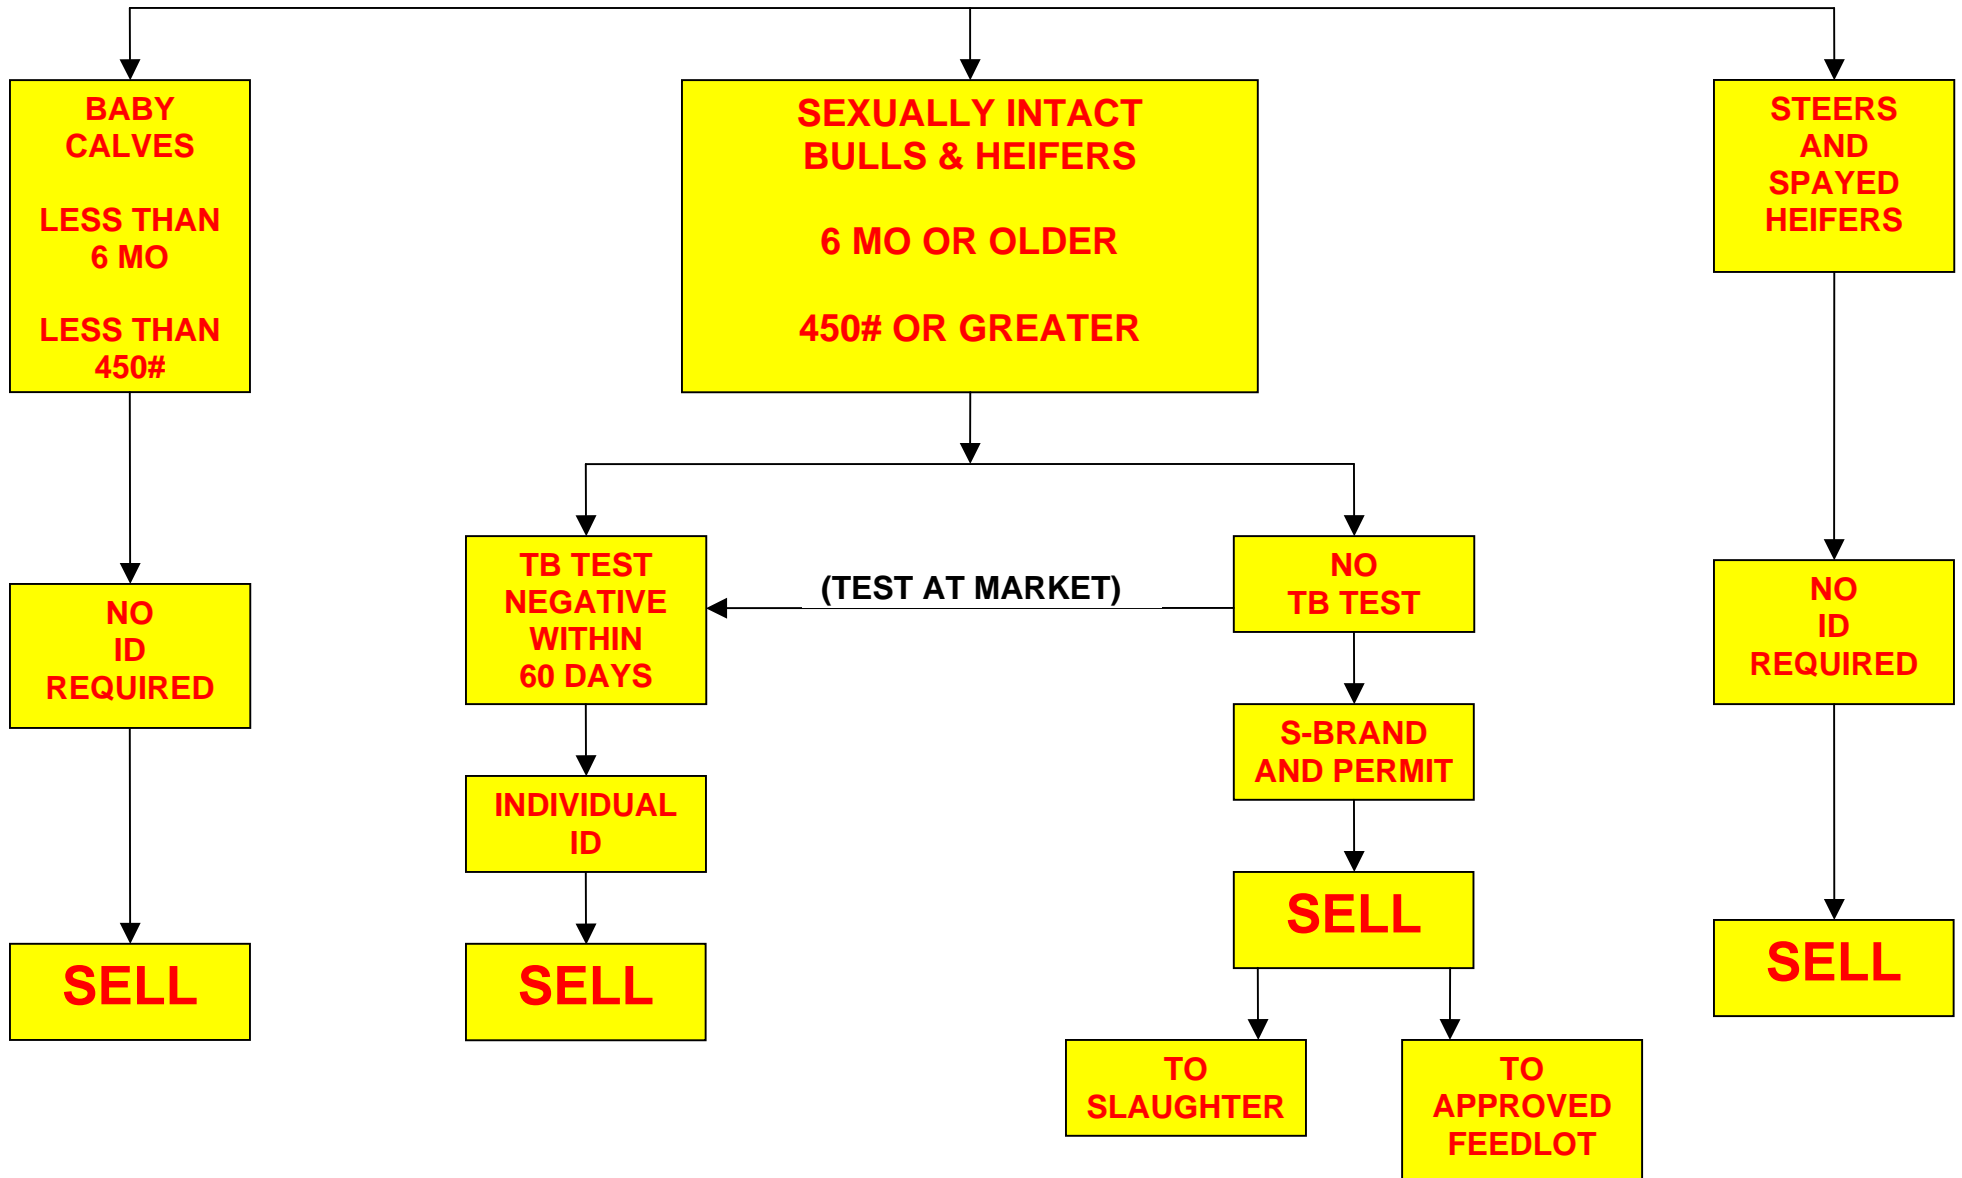 BABY
CALVES
LESS THAN
6 MO
LESS THAN
450#
SEXUALLY INTACT
BULLS & HEIFERS
6 MO OR OLDER
450# OR GREATER
STEERS
AND
SPAYED
HEIFERS
NO
ID
REQUIRED
TB TEST
NEGATIVE
WITHIN
60 DAYS
(TEST AT MARKET)
NO
TB TEST
NO
ID
REQUIRED
INDIVIDUAL
ID
S-BRAND
AND PERMIT
SELL
SELL
SELL
SELL
TO
SLAUGHTER
TO
APPROVED
FEEDLOT